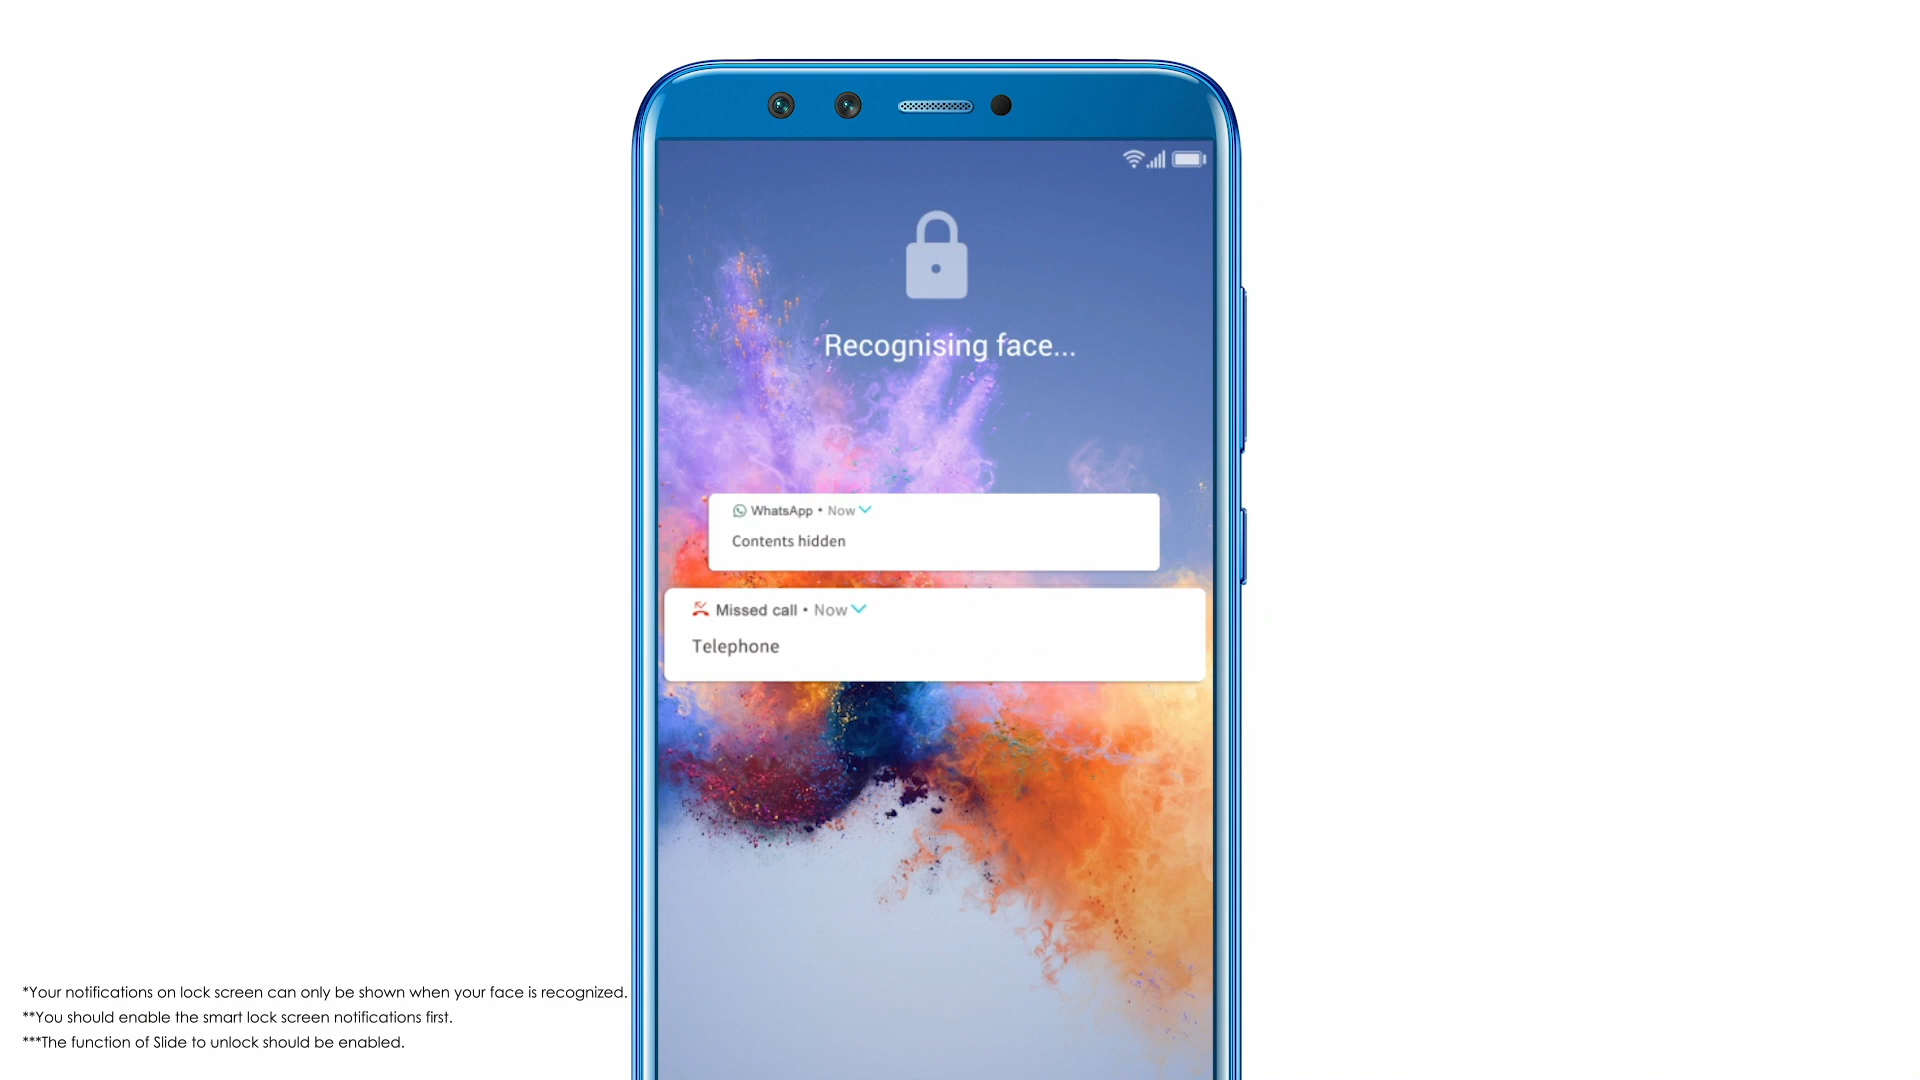 Recognising face...
WhatsApp • Now
Contents hidden
Missed call • Now
Telephone
*Your notifications on lock screen can only be shown when your face is recognized.
**You should enable the smart lock screen notifications first.
***The function of Slide to unlock should be enabled.